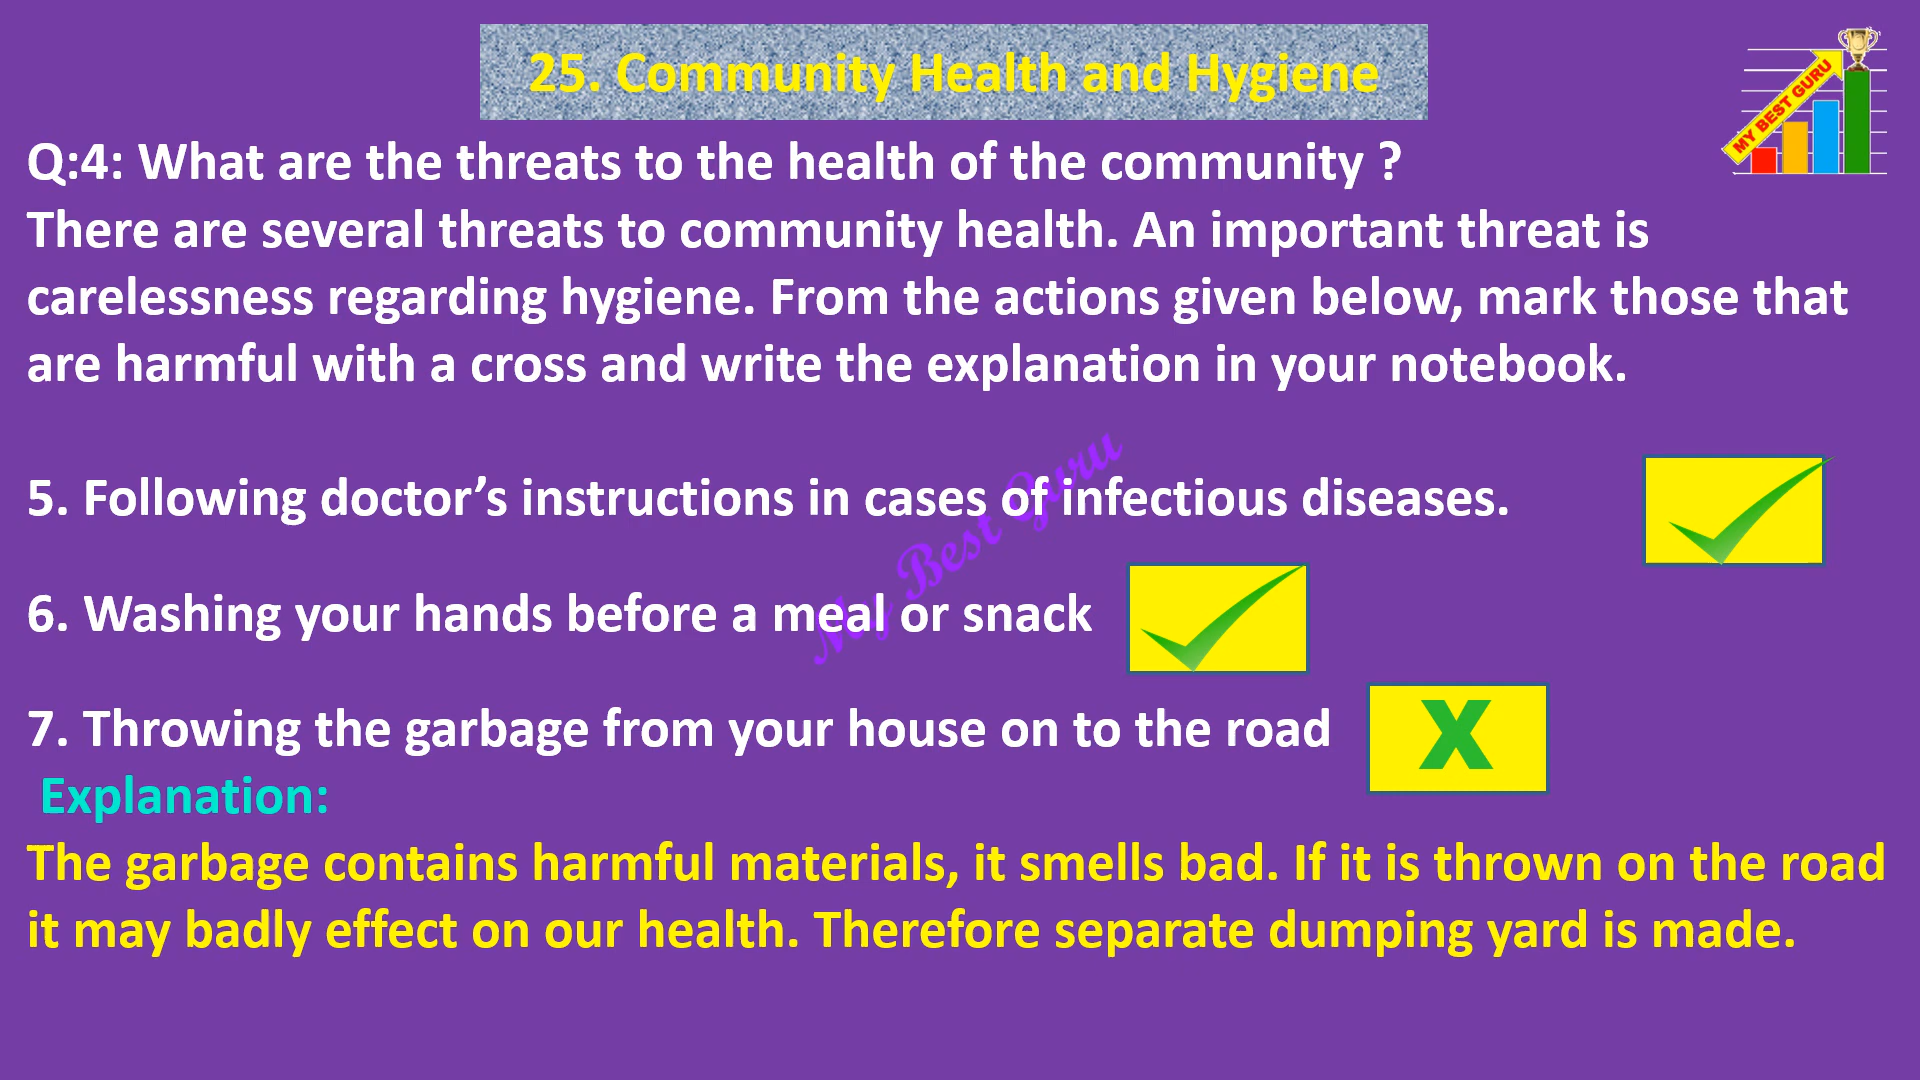 25. Community Health and Hygiene
MY BEST GURU
Q:4: What are the threats to the health of the community ?
There are several threats to community health. An important threat is
carelessness regarding hygiene. From the actions given below, mark those that
are harmful with a cross and write the explanation in your notebook.
5. Following doctor’s instructions in cases of infectious diseases.
My Best Guru
6. Washing your hands before a meal or snack
7. Throwing the garbage from your house on to the road
X
Explanation:
The garbage contains harmful materials, it smells bad. If it is thrown on the road
it may badly effect on our health. Therefore separate dumping yard is made.